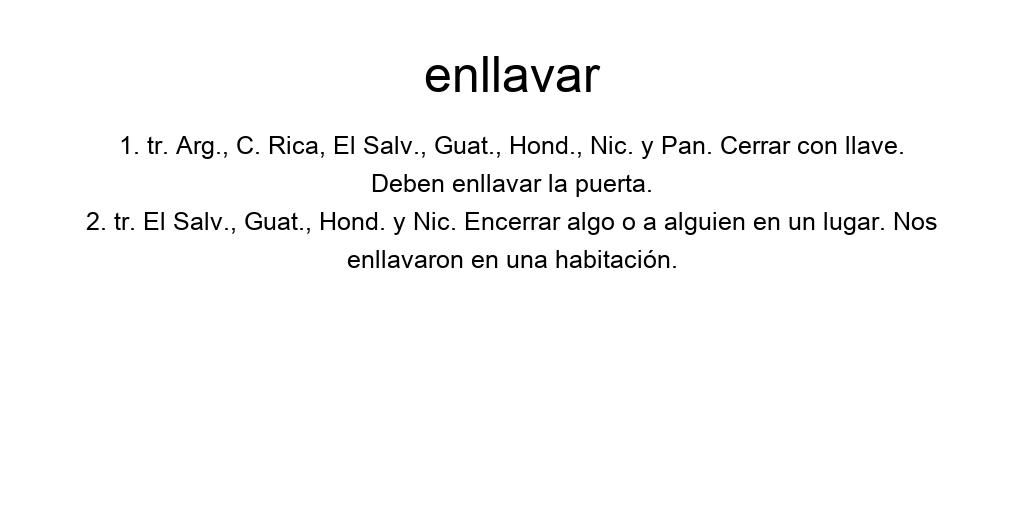 enllavar
1. tr. Arg., C. Rica, El Salv., Guat., Hond., Nic. y Pan. Cerrar con llave.
Deben enllavar la puerta.
2. tr. El Salv., Guat., Hond. y Nic. Encerrar algo o a alguien en un lugar. Nos
enllavaron en una habitación.